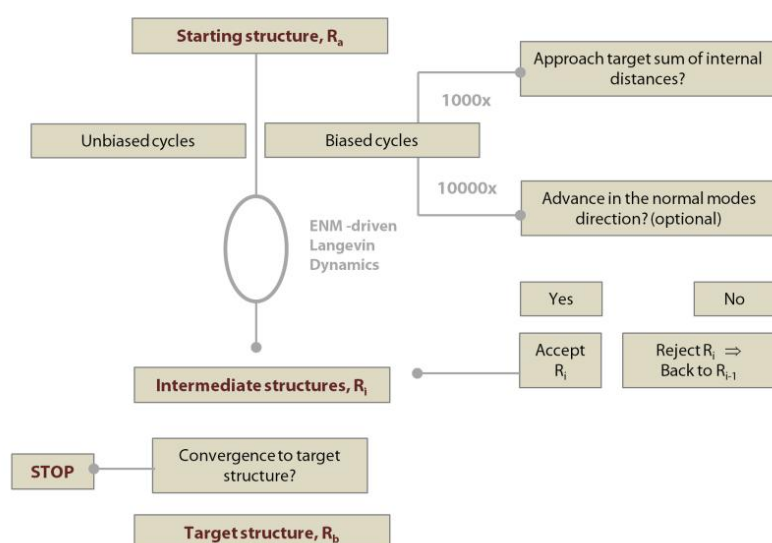 Starting structure, Ra
Approach target sum of internal
distances?
1000x
Unbiased cycles
Biased cycles
10000x
Advance in the normal modes
direction? (optional)
ENM -driven
Langevin
Dynamics
Yes
No
Accept
Ri
Reject Ri ⇒
Back to Ri-1
Intermediate structures, Ri
STOP
Convergence to target
structure?
Target structure, Rb